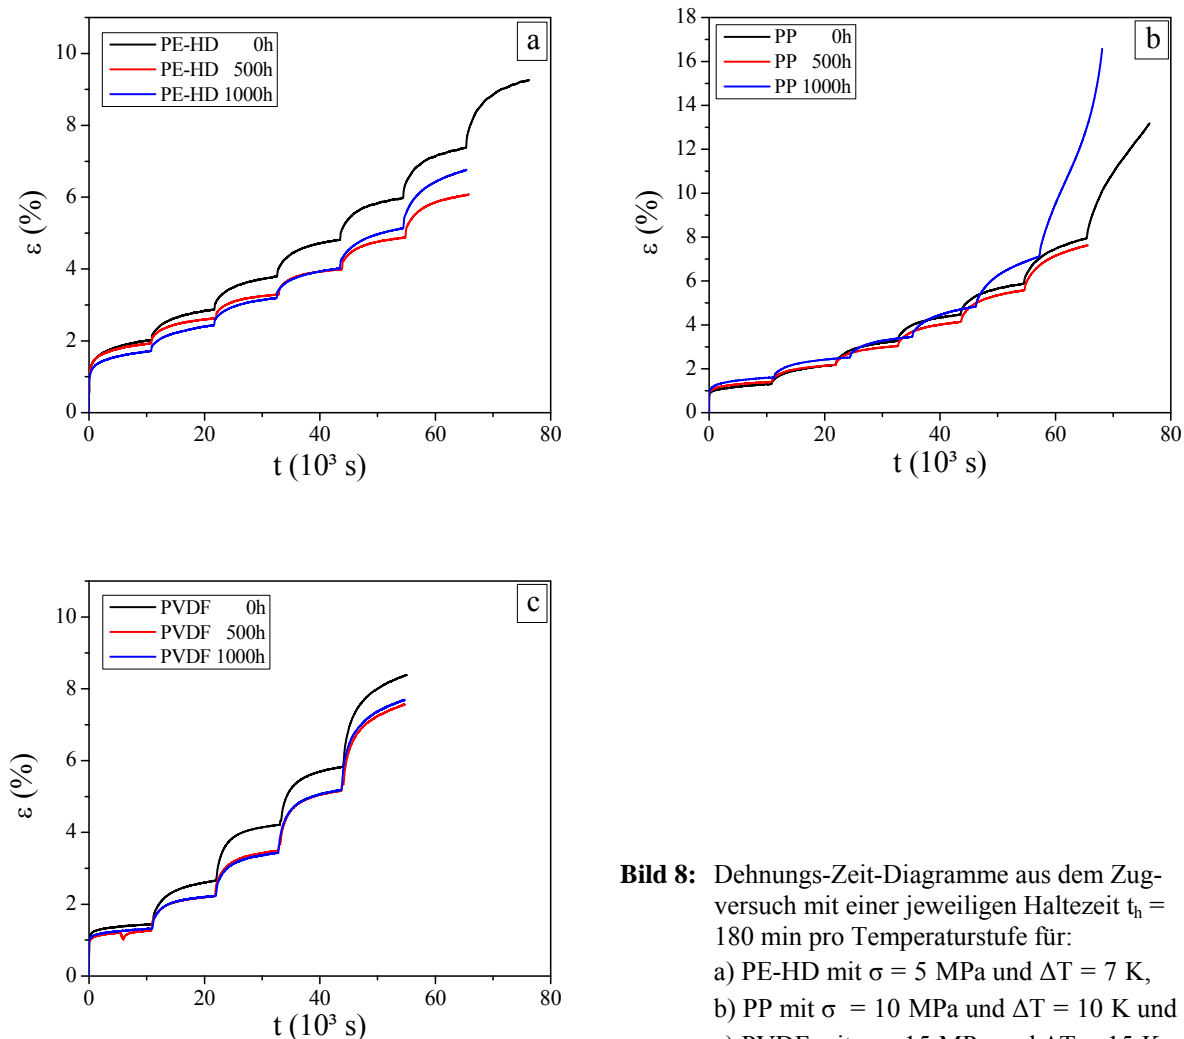 a
PE-HD 0h
PE-HD 500h
PE-HD 1000h
10
8
6
4
2
0
ε (%)
0 20 40 60 80
t (10³ s)
b
PP 0h
PP 500h
PP 1000h
18
16
14
12
10
8
6
4
2
0
ε (%)
0 20 40 60 80
t (10³ s)
c
PVDF 0h
PVDF 500h
PVDF 1000h
10
8
6
4
2
0
ε (%)
0 20 40 60 80
t (10³ s)
Bild 8: Dehnungs-Zeit-Diagramme aus dem Zug-
versuch mit einer jeweiligen Haltezeit tₕ =
180 min pro Temperaturstufe für:
a) PE-HD mit σ = 5 MPa und ΔT = 7 K,
b) PP mit σ = 10 MPa und ΔT = 10 K und